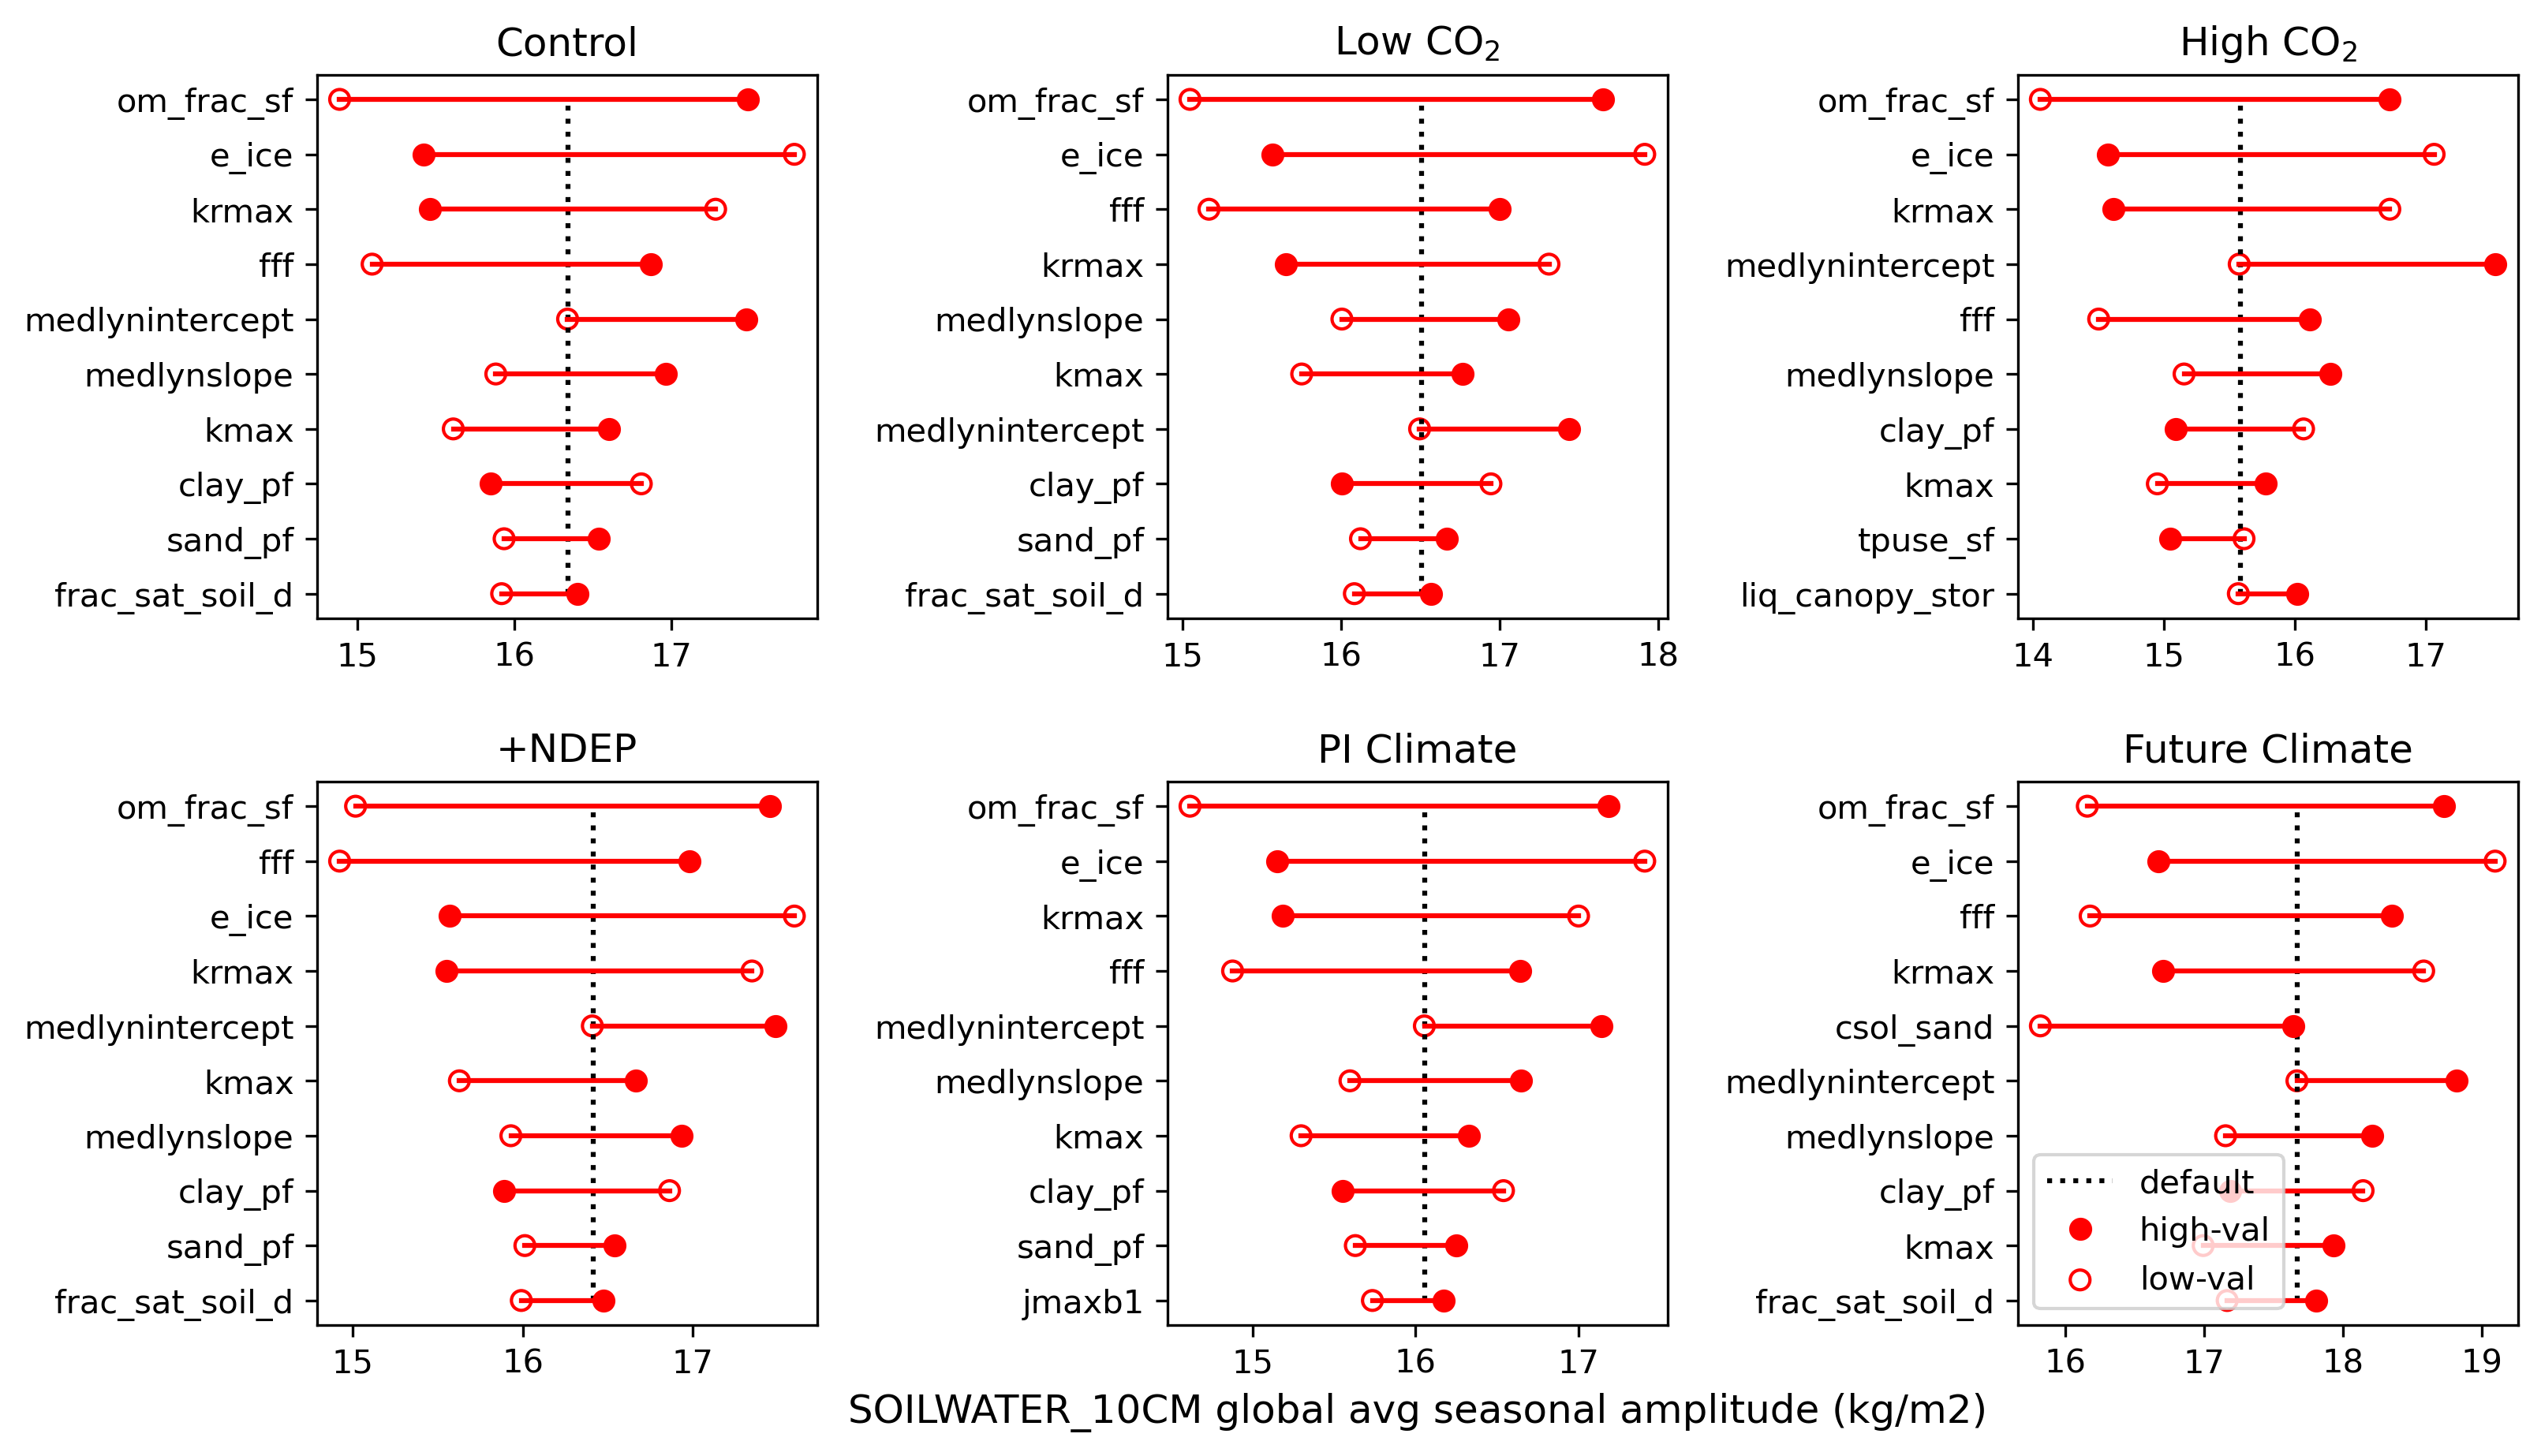 Control
om_frac_sf
e_ice
krmax
fff
medlynintercept
medlynslope
kmax
clay_pf
sand_pf
frac_sat_soil_d
15 16 17
Low CO₂
om_frac_sf
e_ice
fff
krmax
medlynslope
kmax
medlynintercept
clay_pf
sand_pf
frac_sat_soil_d
15 16 17 18
High CO₂
om_frac_sf
e_ice
krmax
medlynintercept
fff
medlynslope
clay_pf
kmax
tpuse_sf
liq_canopy_stor
14 15 16 17
+NDEP
om_frac_sf
fff
e_ice
krmax
medlynintercept
kmax
medlynslope
clay_pf
sand_pf
frac_sat_soil_d
15 16 17
PI Climate
om_frac_sf
e_ice
krmax
fff
medlynintercept
medlynslope
kmax
clay_pf
sand_pf
jmaxb1
15 16 17
Future Climate
om_frac_sf
e_ice
fff
krmax
csol_sand
medlynintercept
medlynslope
clay_pf
kmax
frac_sat_soil_d
default
high-val
low-val
16 17 18 19
SOILWATER_10CM global avg seasonal amplitude (kg/m2)